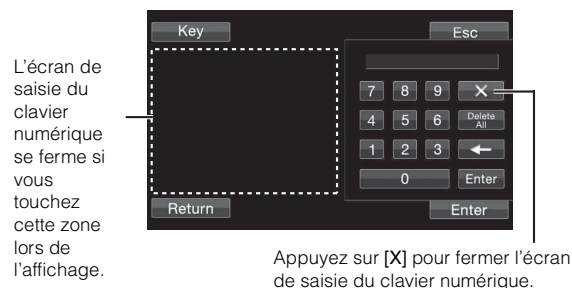 L'écran de
saisie du
clavier
numérique
se ferme si
vous
touchez
cette zone
lors de
l'affichage.
Key
Esc
7 8 9 X
4 5 6 Delete All
1 2 3 ←
0 Enter
Return
Enter
Appuyez sur [X] pour fermer l'écran
de saisie du clavier numérique.